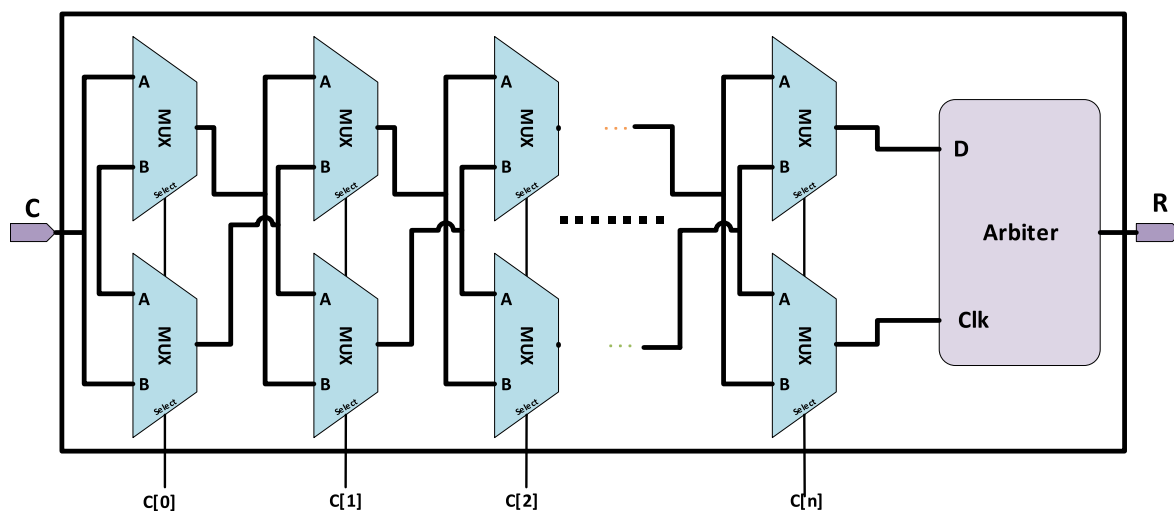 A
A
A
A
MUX
MUX
MUX
MUX
B
B
B
B
Select
Select
Select
Select
D
C
R
Arbiter
A
A
A
A
MUX
MUX
MUX
MUX
Clk
B
B
B
B
Select
Select
Select
Select
C[0]
C[1]
C[2]
C[n]